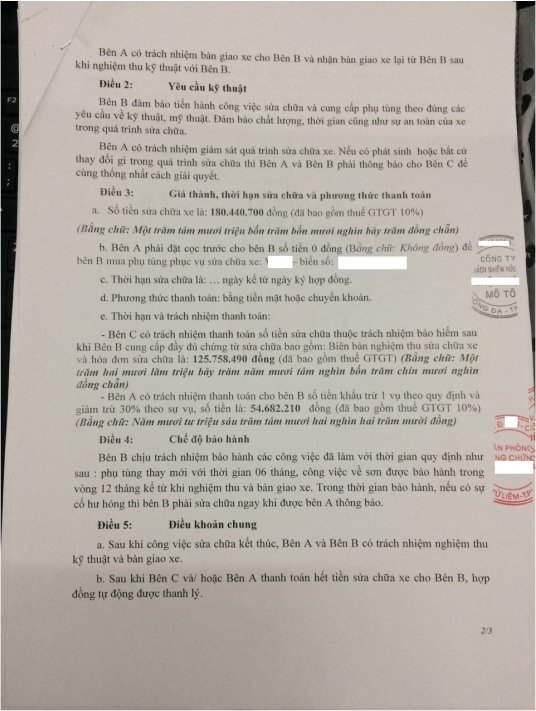 Bên A có trách nhiệm bàn giao xe cho Bên B và nhận bàn giao xe lại từ Bên B sau
khi nghiệm thu kỹ thuật với Bên B.
Điều 2: Yêu cầu kỹ thuật
Bên B đảm bảo tiến hành công việc sửa chữa và cung cấp phụ tùng theo đúng các
yêu cầu về kỹ thuật, mỹ thuật. Đảm bảo chất lượng, thời gian cũng như sự an toàn của xe
trong quá trình sửa chữa.
Bên A có trách nhiệm giám sát quá trình sửa chữa xe. Nếu có phát sinh hoặc bất cứ
thay đổi gì trong quá trình sửa chữa thì Bên A và Bên B phải thông báo cho Bên C để
cùng thống nhất cách giải quyết.
Điều 3: Giá thành, thời hạn sửa chữa và phương thức thanh toán
a. Số tiền sửa chữa xe là: 180.440.700 đồng (đã bao gồm thuế GTGT 10%)
(Bằng chữ: Một trăm tám mươi triệu bốn trăm bốn mươi nghìn bảy trăm đồng chẵn)
b. Bên A phải đặt cọc trước cho bên B số tiền 0 đồng (Bằng chữ: Không đồng) để
bên B mua phụ tùng phục vụ sửa chữa xe: – biển số:
c. Thời hạn sửa chữa là: … ngày kể từ ngày ký hợp đồng.
d. Phương thức thanh toán: bằng tiền mặt hoặc chuyển khoản.
e. Thời hạn và trách nhiệm thanh toán:
- Bên C có trách nhiệm thanh toán số tiền sửa chữa thuộc trách nhiệm bảo hiểm sau
khi Bên B cung cấp đầy đủ chứng từ sửa chữa bao gồm: Biên bản nghiệm thu sửa chữa xe
và hóa đơn sửa chữa là: 125.758.490 đồng (đã bao gồm thuế GTGT) (Bằng chữ: Một
trăm hai mươi lăm triệu bảy trăm năm mươi tám nghìn bốn trăm chín mươi nghìn
đồng chẵn)
- Bên A có trách nhiệm thanh toán cho bên B số tiền khấu trừ 1 vụ theo quy định và
giảm trừ 30% theo sự vụ, số tiền là: 54.682.210 đồng (đã bao gồm thuế GTGT 10%)
(Bằng chữ: Năm mươi tư triệu sáu trăm tám mươi hai nghìn hai trăm mười đồng)
Điều 4: Chế độ bảo hành
Bên B chịu trách nhiệm bảo hành các công việc đã làm với thời gian quy định như
sau : phụ tùng thay mới với thời gian 06 tháng, công việc về sơn được bảo hành trong
vòng 12 tháng kể từ khi nghiệm thu và bàn giao xe. Trong thời gian bảo hành, nếu có sự
cố hư hỏng thì bên B phải sửa chữa ngay khi được bên A thông báo.
Điều 5: Điều khoản chung
a. Sau khi công việc sửa chữa kết thúc, Bên A và Bên B có trách nhiệm nghiệm thu
kỹ thuật và bàn giao xe.
b. Sau khi Bên C và/ hoặc Bên A thanh toán hết tiền sửa chữa xe cho Bên B, hợp
đồng tự động được thanh lý.
2/3
CÔNG TY
TRÁCH NHIỆM HỮU
MÔ TÔ
ỐNG ĐA - TP
VĂN PHÒNG
NG CHỨNG
TỪ LIÊM-TP
F2
@
2